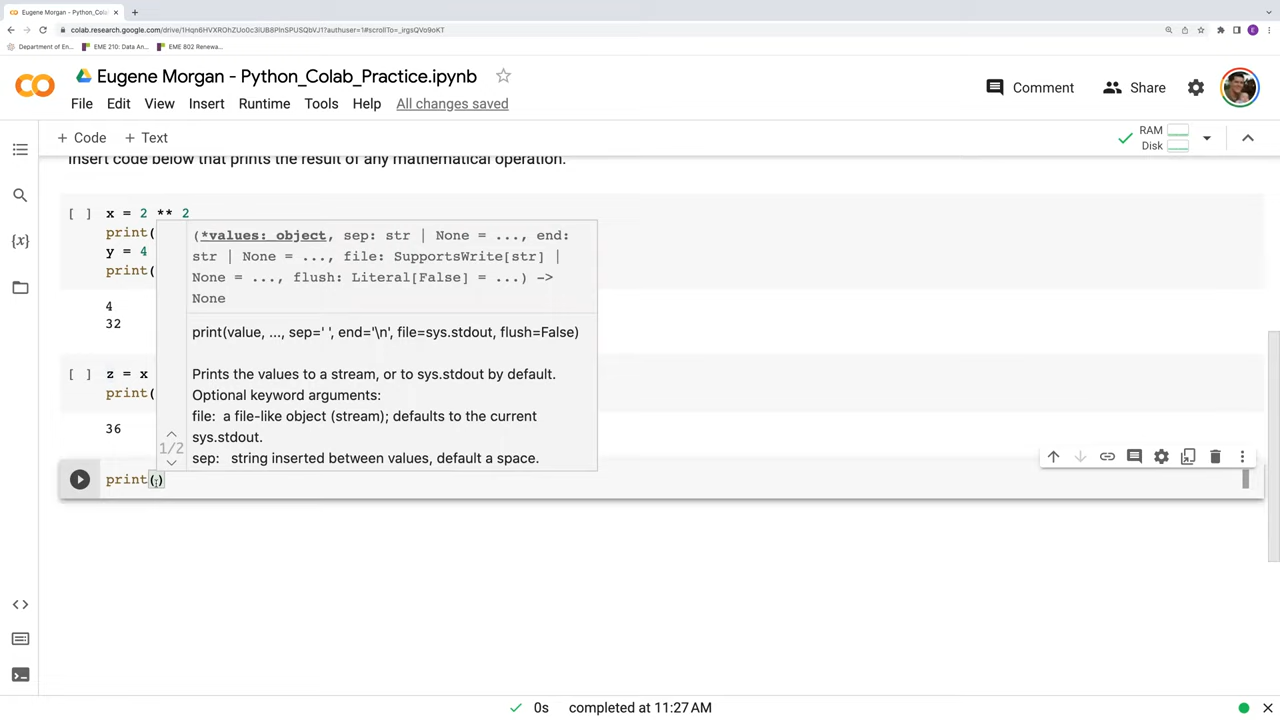 Eugene Morgan - Python_Colab
colab.research.google.com/drive/1Hqn6HVXROhZUo0c3lUB8PlnSPUSQbVJ1?authuser=1#scrollTo=_irgsQVo9oKT
Department of En... EME 210: Data An... EME 802 Renewa...
Eugene Morgan - Python_Colab_Practice.ipynb
Comment Share
File Edit View Insert Runtime Tools Help All changes saved
+ Code + Text
RAM
Disk
Insert code below that prints the result of any mathematical operation.
[ ] x = 2 ** 2
print(
y = 4
print(
4
32
[ ] z = x
print(
36
(*values: object, sep: str | None = ..., end:
str | None = ..., file: SupportsWrite[str] |
None = ..., flush: Literal[False] = ...) ->
None
print(value, ..., sep=' ', end='\n', file=sys.stdout, flush=False)
Prints the values to a stream, or to sys.stdout by default.
Optional keyword arguments:
file: a file-like object (stream); defaults to the current
sys.stdout.
sep: string inserted between values, default a space.
1/2
print()
0s completed at 11:27 AM